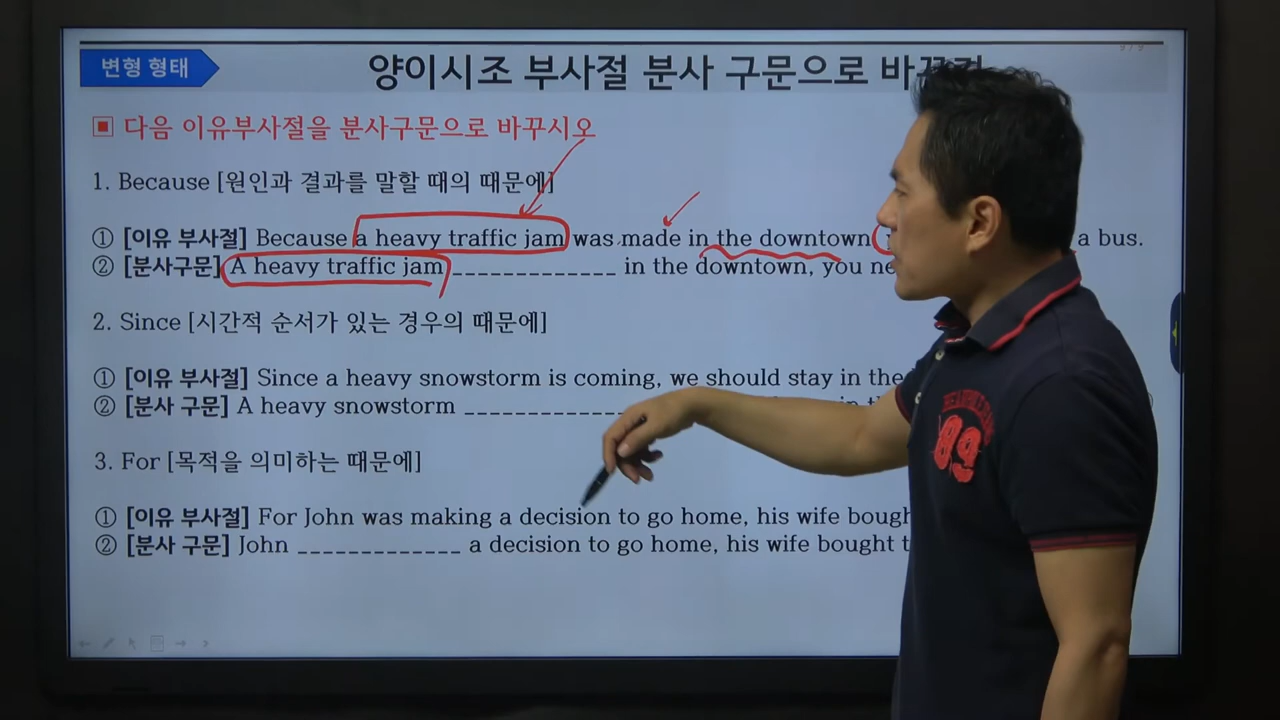 변형 형태
양이시조 부사절 분사 구문으로
▣ 다음 이유부사절을 분사구문으로 바꾸시오
1. Because [원인과 결과를 말할 때의 때문에]
① [이유 부사절] Because a heavy traffic jam was made in the downtown a bus.
② [분사구문] A heavy traffic jam _____________ in the downtown, you
2. Since [시간적 순서가 있는 경우의 때문에]
① [이유 부사절] Since a heavy snowstorm is coming, we should stay in the
② [분사 구문] A heavy snowstorm _____________
3. For [목적을 의미하는 때문에]
① [이유 부사절] For John was making a decision to go home, his wife
② [분사 구문] John _____________ a decision to go home, his wife bought
89